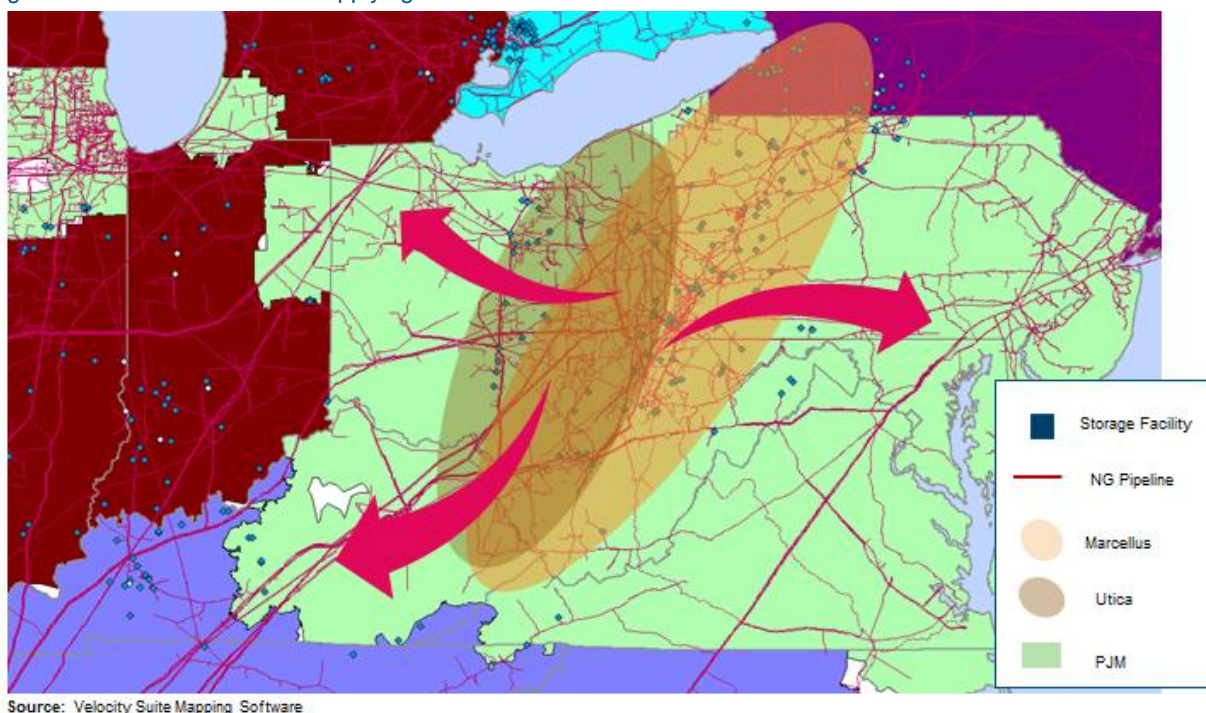 Storage Facility
NG Pipeline
Marcellus
Utica
PJM
Source: Velocity Suite Mapping Software